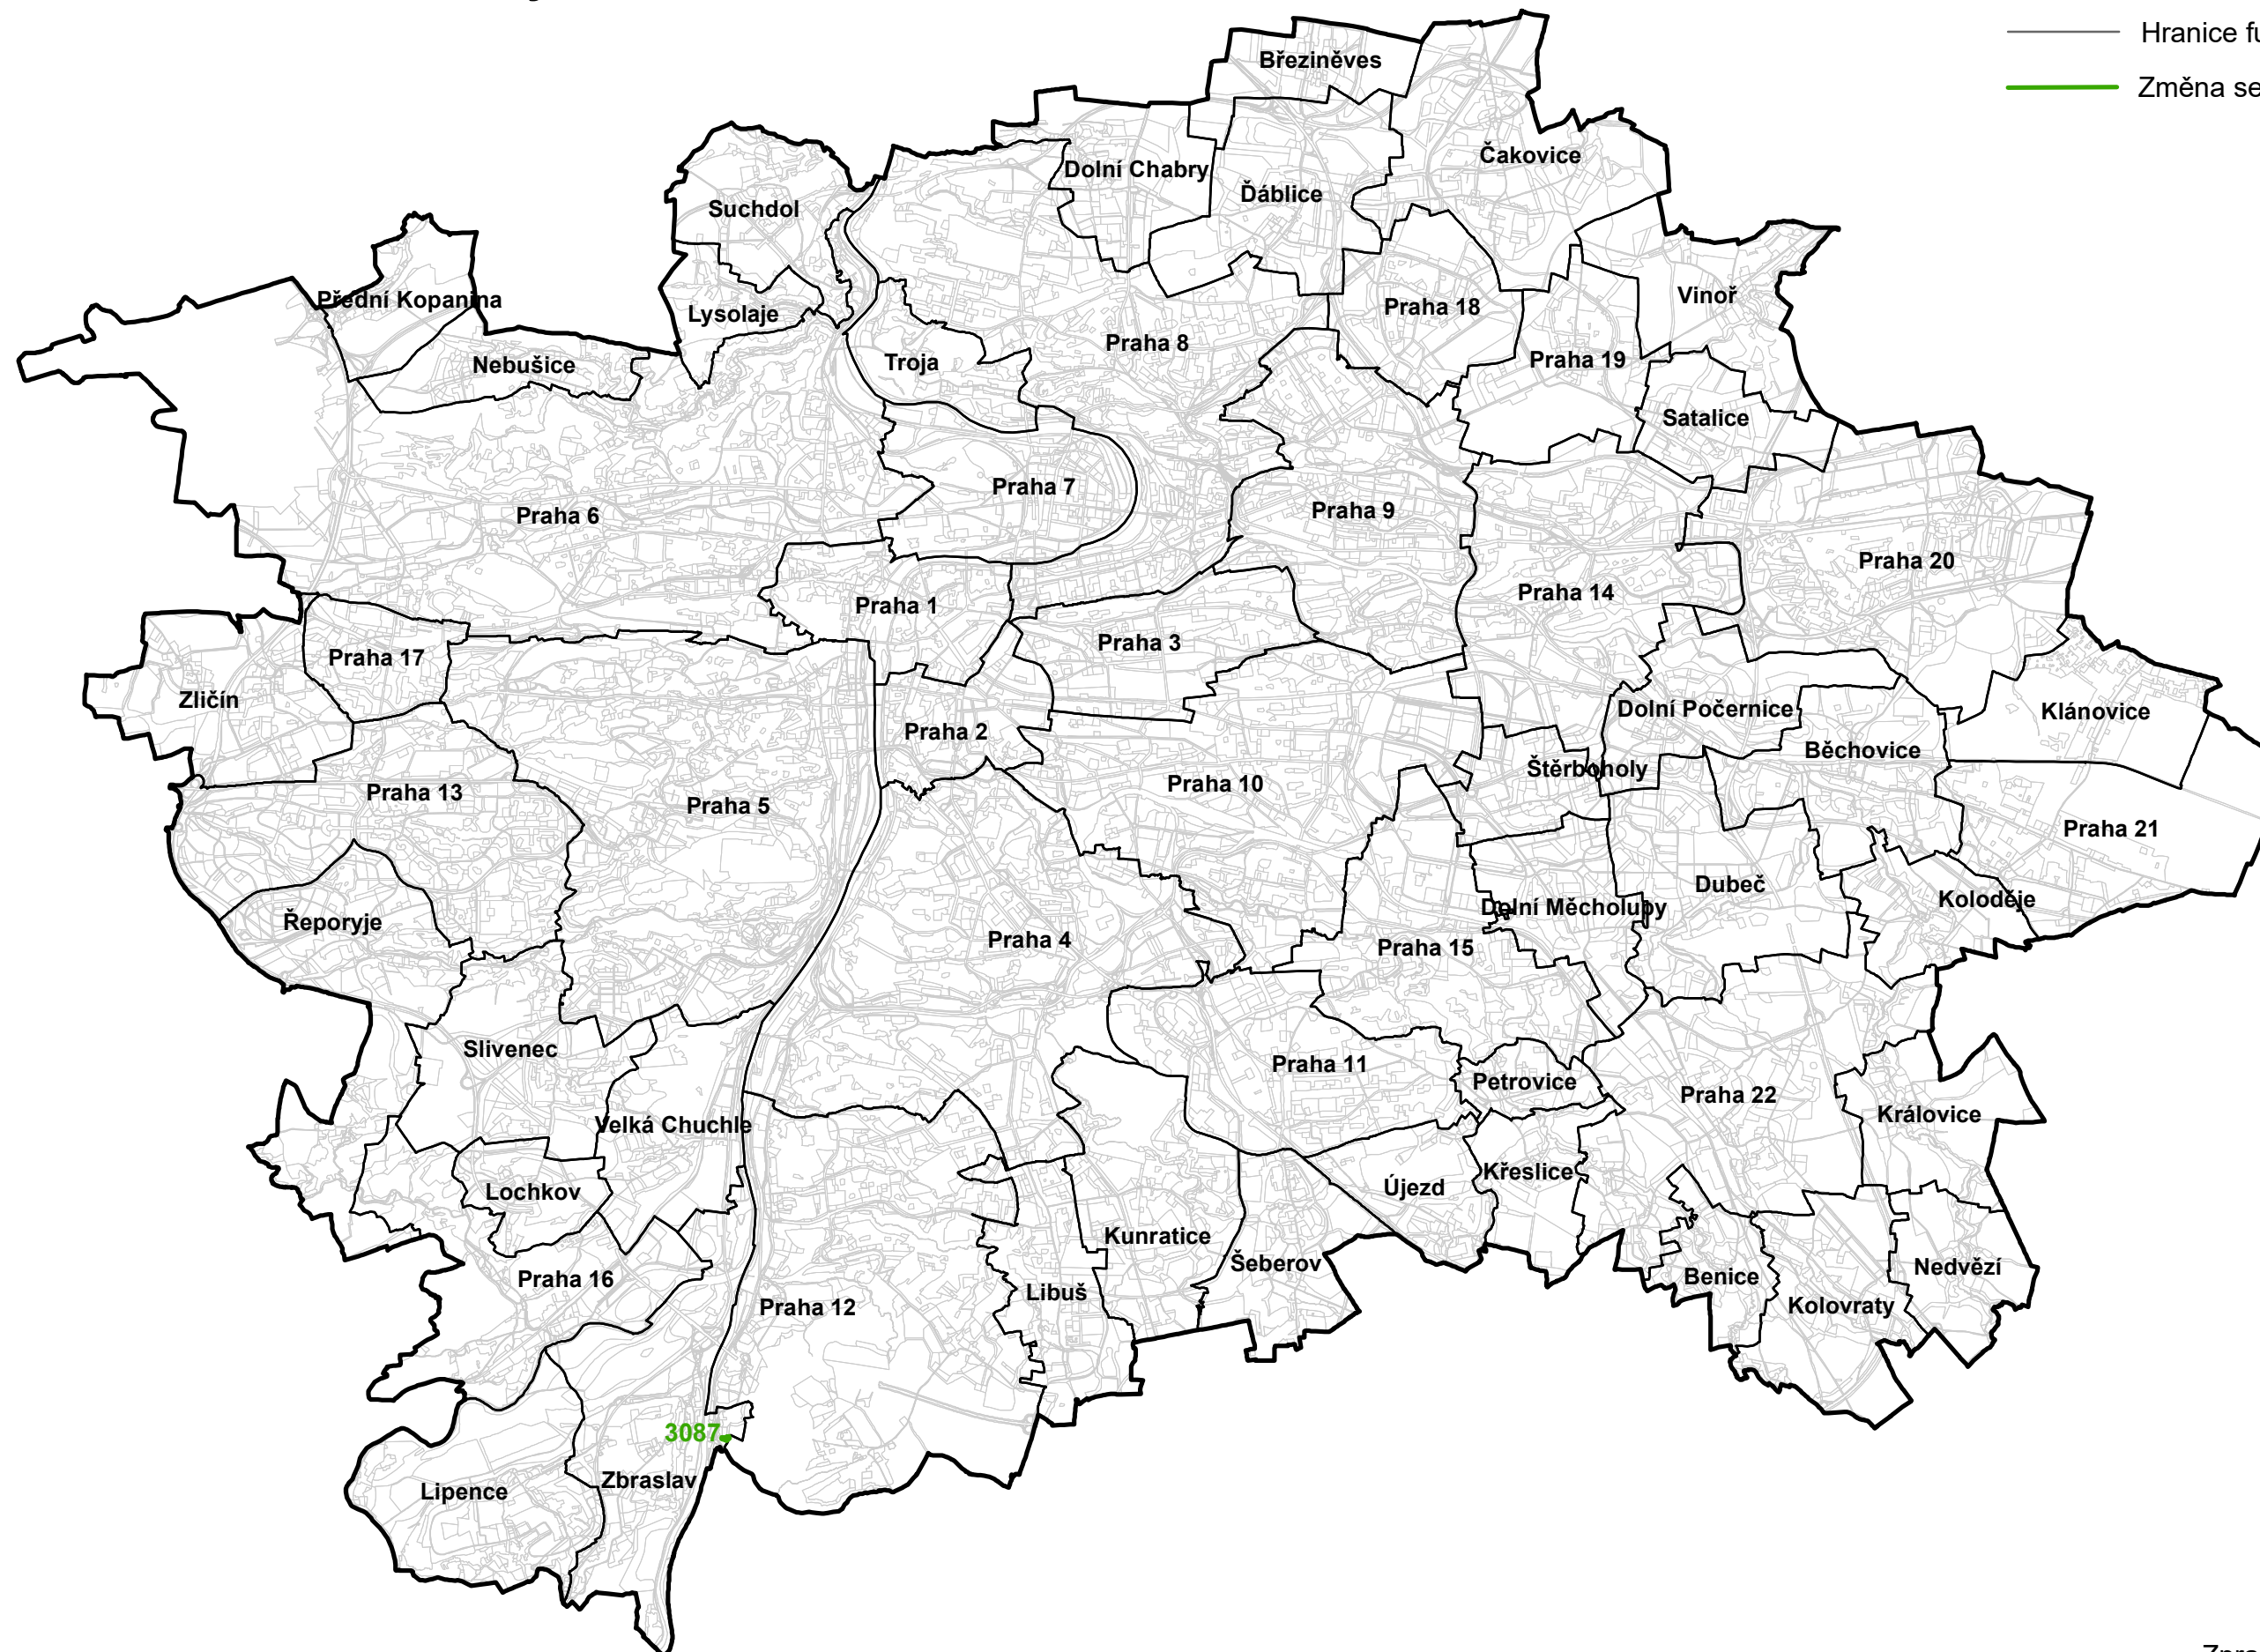 Hranice fu
Změna se
Březiněves
Čakovice
Dolní Chabry
Ďáblice
Suchdol
Přední Kopanina
Vinoř
Lysolaje
Praha 18
Praha 8
Praha 19
Troja
Nebušice
Satalice
Praha 7
Praha 9
Praha 6
Praha 20
Praha 14
Praha 1
Praha 3
Praha 17
Zličín
Dolní Počernice
Klánovice
Praha 2
Běchovice
Štěrboholy
Praha 10
Praha 13
Praha 5
Praha 21
Dubeč
Koloděje
Dolní Měcholupy
Řeporyje
Praha 4
Praha 15
Slivenec
Praha 11
Petrovice
Praha 22
Královice
Velká Chuchle
Křeslice
Újezd
Lochkov
Kunratice
Šeberov
Nedvězí
Benice
Praha 16
Libuš
Kolovraty
Praha 12
3087
Zbraslav
Lipence